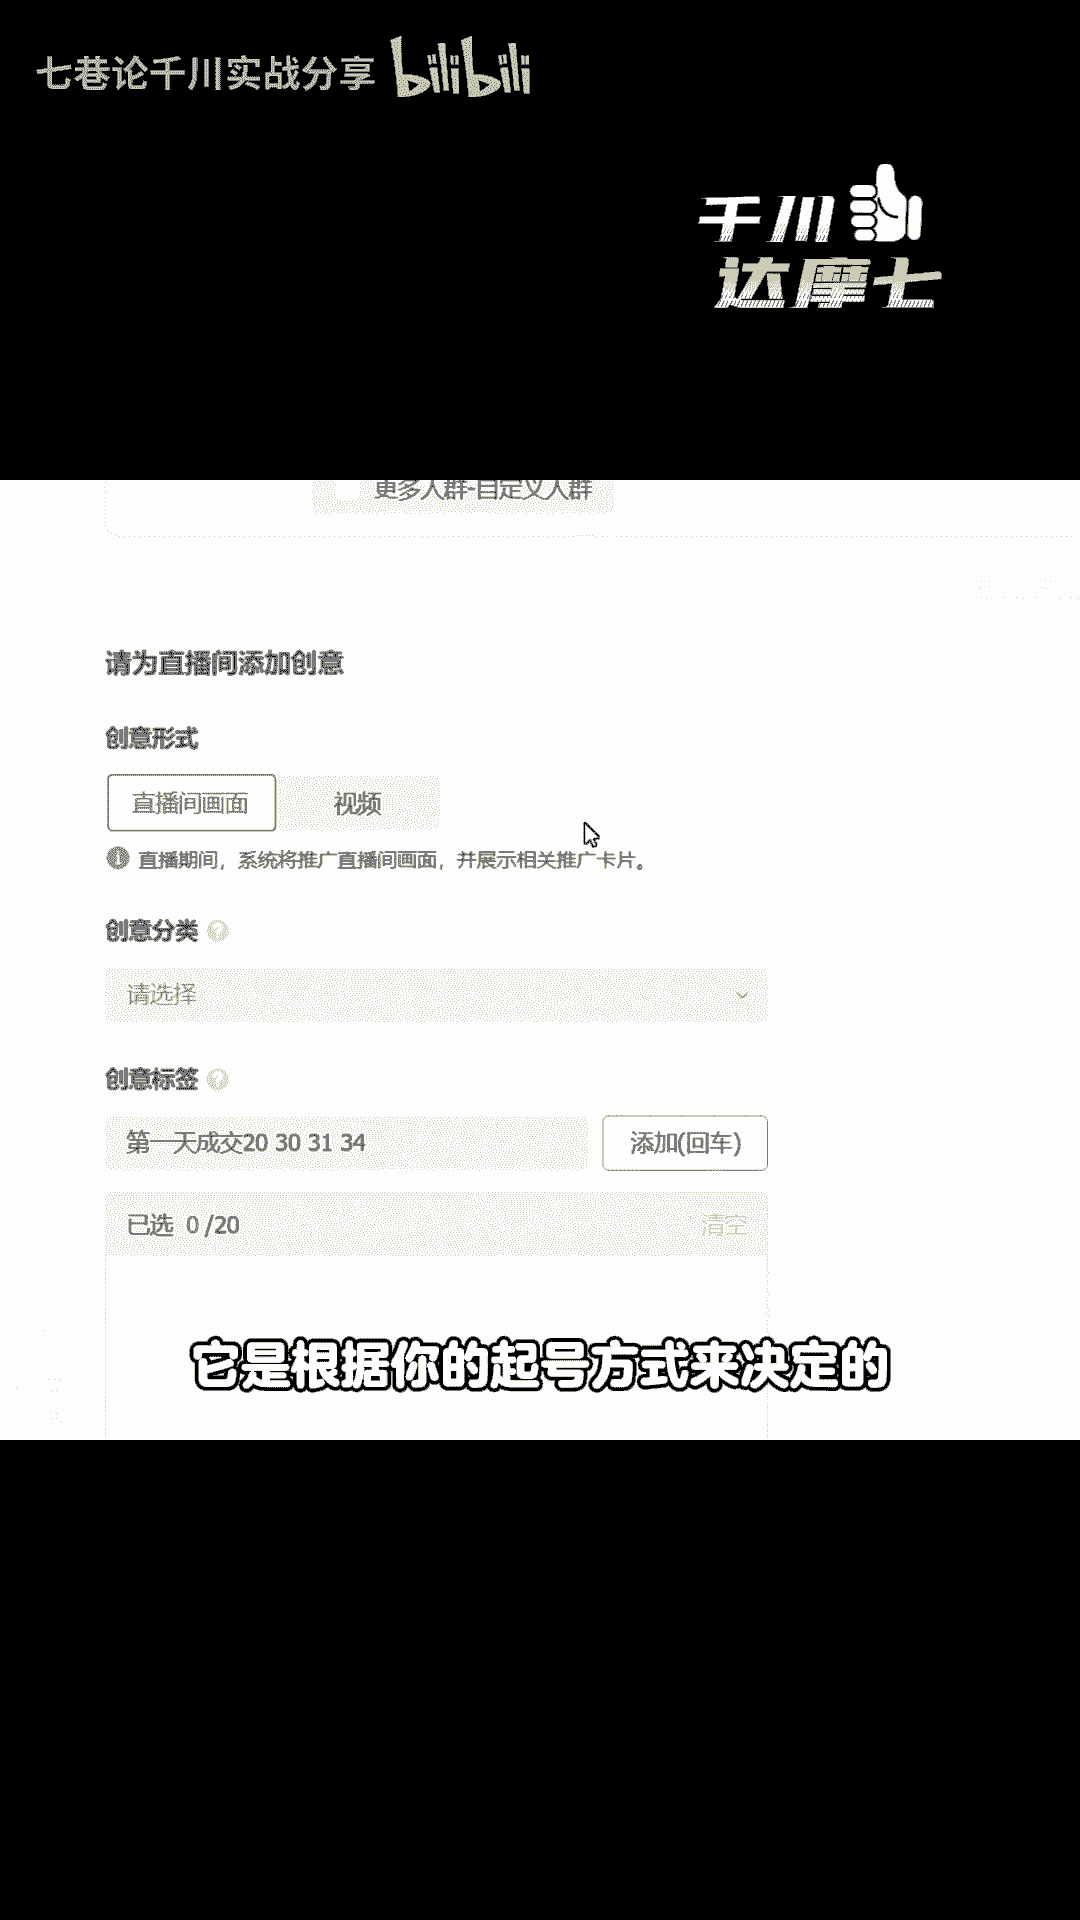 七巷论千川实战分享 bilibili
千川
达摩七
更多人群-自定义人群
请为直播间添加创意
创意形式
直播间画面 视频
直播期间，系统将推广直播间画面，并展示相关推广卡片。
创意分类
请选择
创意标签
第一天成交20 30 31 34 添加(回车)
已选 0 /20 清空
它是根据你的起号方式来决定的